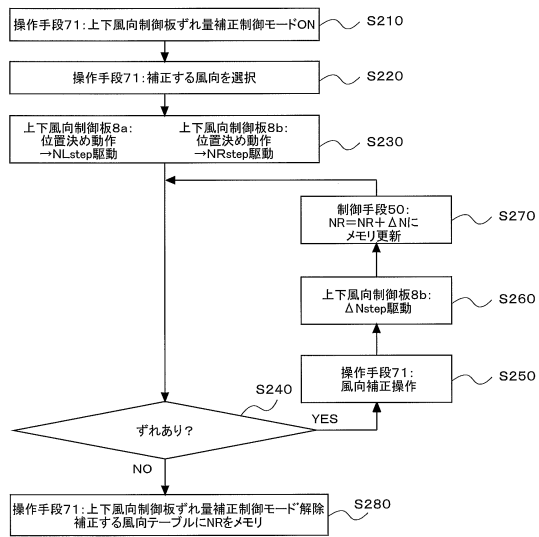 操作手段71:上下風向制御板ずれ量補正制御モードON
S210
操作手段71:補正する風向を選択
S220
上下風向制御板8a:
位置決め動作
→NLstep駆動
上下風向制御板8b:
位置決め動作
→NRstep駆動
S230
制御手段50:
NR=NR+ΔNに
メモリ更新
S270
上下風向制御板8b:
ΔNstep駆動
S260
操作手段71:
風向補正操作
S250
S240
ずれあり?
YES
NO
操作手段71:上下風向制御板ずれ量補正制御モード解除
補正する風向テーブルにNRをメモリ
S280